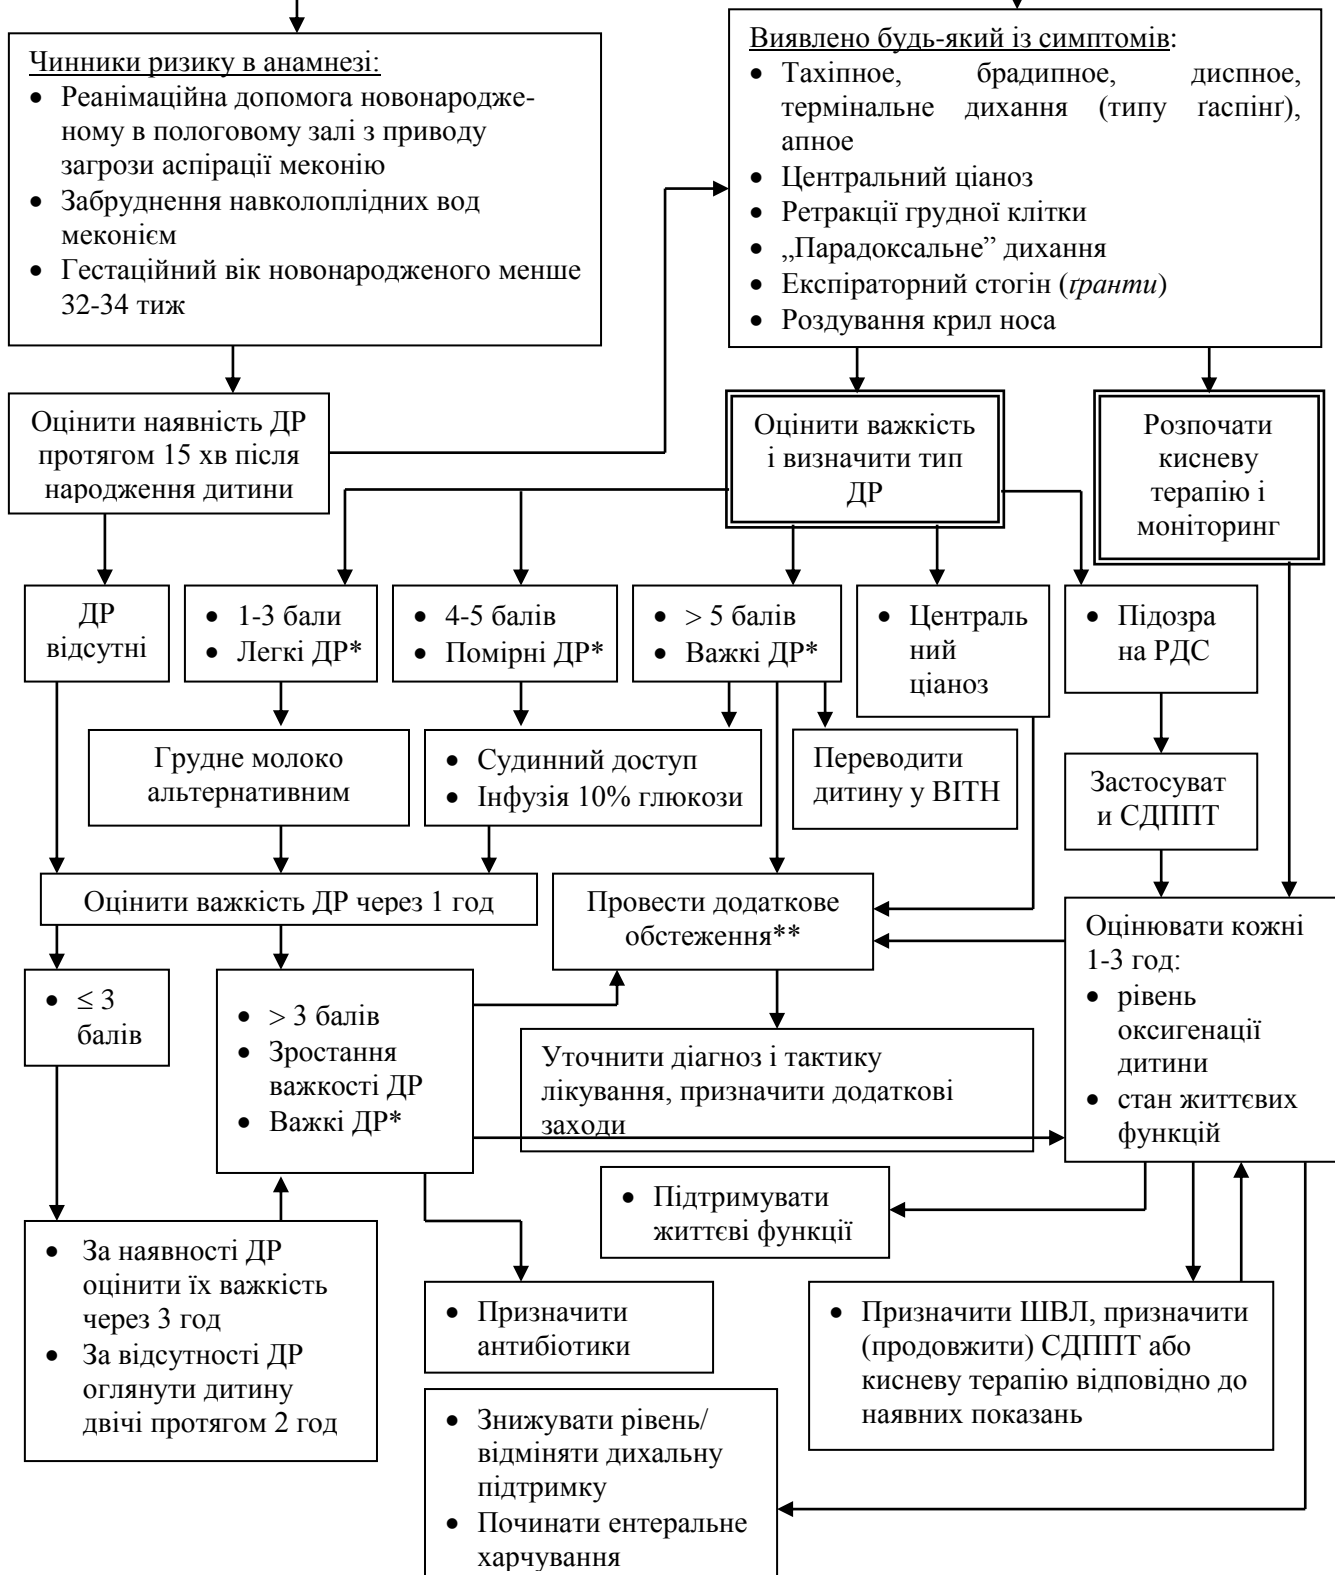 Чинники ризику в анамнезі:
• Реанімаційна допомога новонародже-
ному в пологовому залі з приводу
загрози аспірації меконію
• Забруднення навколоплідних вод
меконієм
• Гестаційний вік новонародженого менше
32-34 тиж
Виявлено будь-який із симптомів:
• Тахіпное, брадипное, диспное,
термінальне дихання (типу ґаспінґ),
апное
• Центральний ціаноз
• Ретракції грудної клітки
• „Парадоксальне” дихання
• Експіраторний стогін (ґранти)
• Роздування крил носа
Оцінити наявність ДР
протягом 15 хв після
народження дитини
Оцінити важкість
і визначити тип
ДР
Розпочати
кисневу
терапію і
моніторинг
ДР
відсутні
• 1-3 бали
• Легкі ДР*
• 4-5 балів
• Помірні ДР*
• > 5 балів
• Важкі ДР*
• Централь
ний
ціаноз
• Підозра
на РДС
Грудне молоко
альтернативним
• Судинний доступ
• Інфузія 10% глюкози
Переводити
дитину у ВІТН
Застосуват
и СДППТ
Оцінити важкість ДР через 1 год
Провести додаткове
обстеження**
Оцінювати кожні
1-3 год:
• рівень
оксигенації
дитини
• стан життєвих
функцій
• ≤ 3
балів
• > 3 балів
• Зростання
важкості ДР
• Важкі ДР*
Уточнити діагноз і тактику
лікування, призначити додаткові
заходи
• Підтримувати
життєві функції
• За наявності ДР
оцінити їх важкість
через 3 год
• За відсутності ДР
оглянути дитину
двічі протягом 2 год
• Призначити
антибіотики
• Призначити ШВЛ, призначити
(продовжити) СДППТ або
кисневу терапію відповідно до
наявних показань
• Знижувати рівень/
відміняти дихальну
підтримку
• Починати ентеральне
харчування